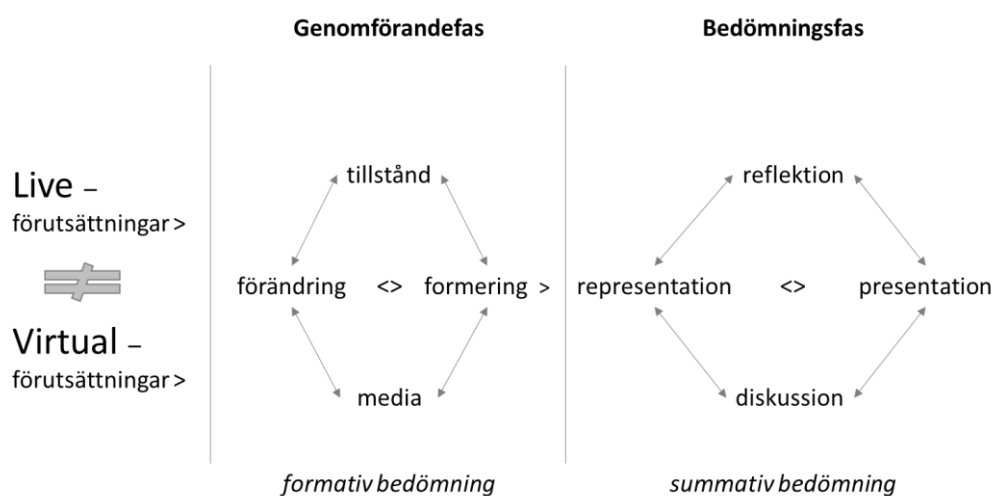 Genomförandefas
Bedömningsfas
Live –
förutsättningar >
Virtual –
förutsättningar >
tillstånd
förändring <> formering >
media
formativ bedömning
reflektion
representation <> presentation
diskussion
summativ bedömning